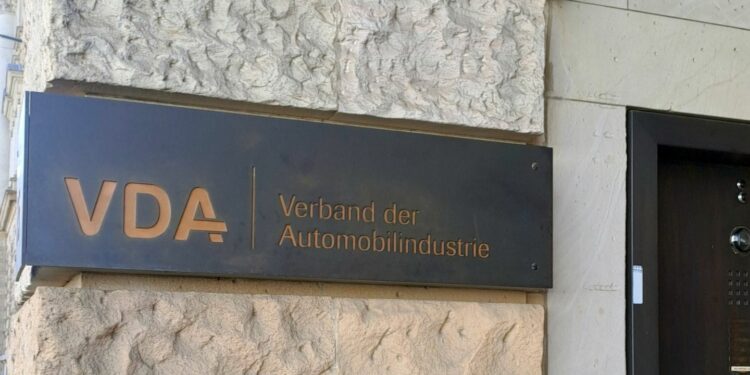 VDA
Verband der
Automobilindustrie